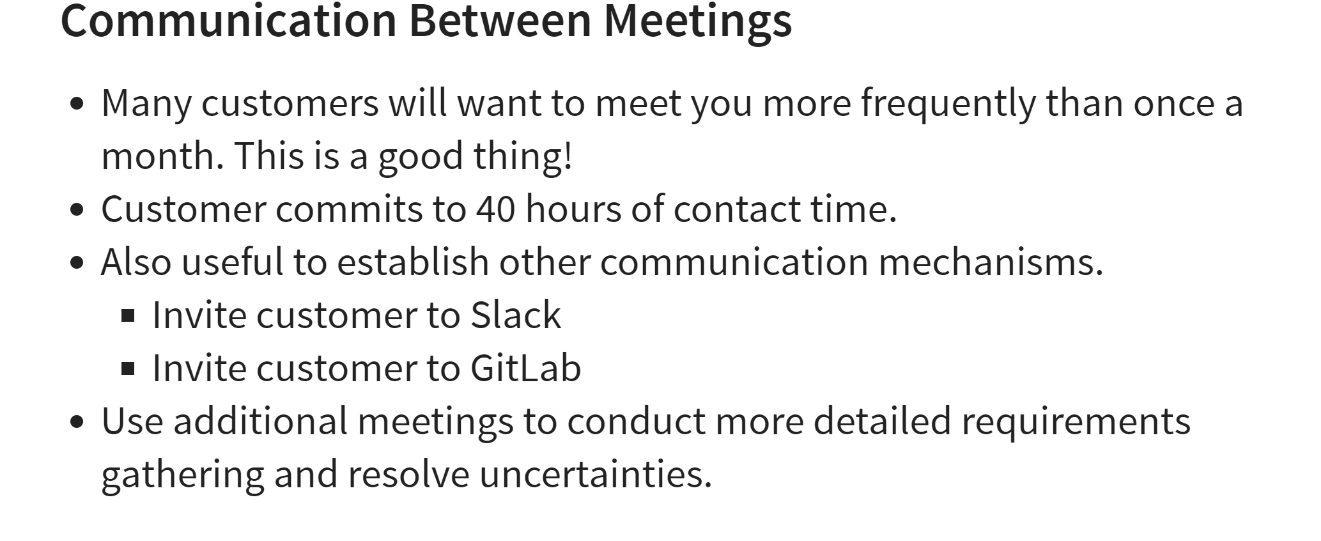 Communication Between Meetings
• Many customers will want to meet you more frequently than once a
month. This is a good thing!
• Customer commits to 40 hours of contact time.
• Also useful to establish other communication mechanisms.
▪ Invite customer to Slack
▪ Invite customer to GitLab
• Use additional meetings to conduct more detailed requirements
gathering and resolve uncertainties.